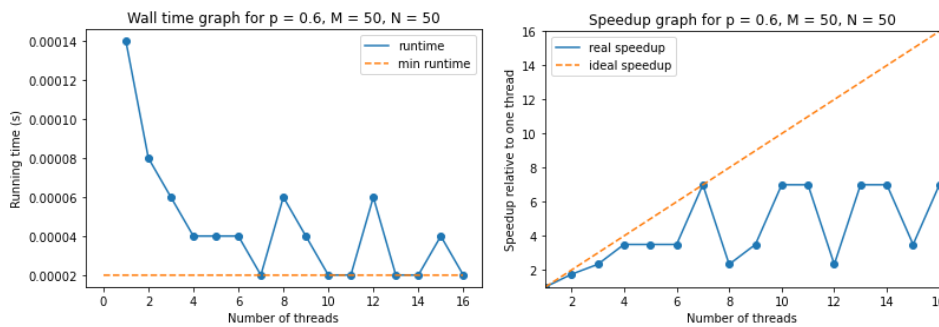 Wall time graph for p = 0.6, M = 50, N = 50
runtime
min runtime
Running time (s)
0.00014
0.00012
0.00010
0.00008
0.00006
0.00004
0.00002
0 2 4 6 8 10 12 14 16
Number of threads
Speedup graph for p = 0.6, M = 50, N = 50
real speedup
ideal speedup
Speedup relative to one thread
16
14
12
10
8
6
4
2
2 4 6 8 10 12 14 16
Number of threads